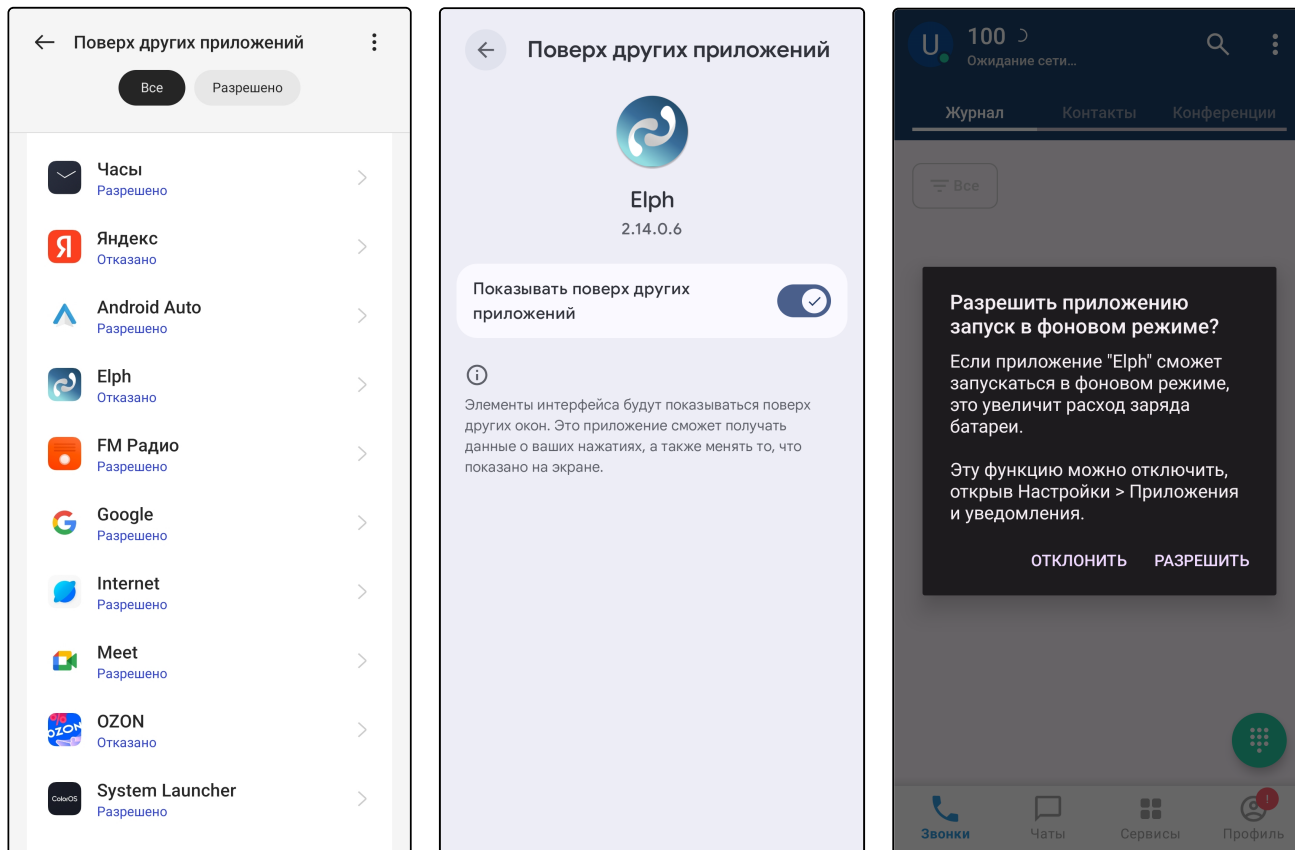 Поверх других приложений
Все
Разрешено
Часы
Разрешено
Яндекс
Отказано
Android Auto
Разрешено
Elph
Отказано
FM Радио
Разрешено
Google
Разрешено
Internet
Разрешено
Meet
Разрешено
OZON
Отказано
System Launcher
Разрешено
Я
%
OZON
ColorOS
Поверх других приложений
Elph
2.14.0.6
Показывать поверх других
приложений
Элементы интерфейса будут показываться поверх
других окон. Это приложение сможет получать
данные о ваших нажатиях, а также менять то, что
показано на экране.
U
100
Ожидание сети...
Журнал
Контакты
Конференции
Все
Разрешить приложению
запуск в фоновом режиме?
Если приложение "Elph" сможет
запускаться в фоновом режиме,
это увеличит расход заряда
батареи.
Эту функцию можно отключить,
открыв Настройки > Приложения
и уведомления.
ОТКЛОНИТЬ
РАЗРЕШИТЬ
Звонки
Чаты
Сервисы
!
Профиль